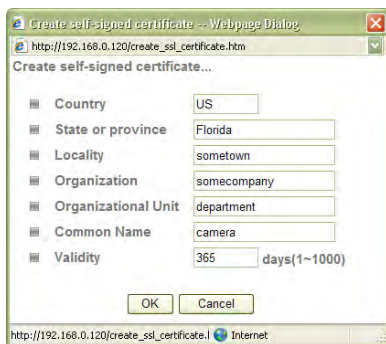 Create self-signed certificate -- Webpage Dialog
http://192.168.0.120/create_ssl_certificate.htm
Create self-signed certificate...
Country US
State or province Florida
Locality sometown
Organization somecompany
Organizational Unit department
Common Name camera
Validity 365 days(1~1000)
OK Cancel
http://192.168.0.120/create_ssl_certificate.l Internet